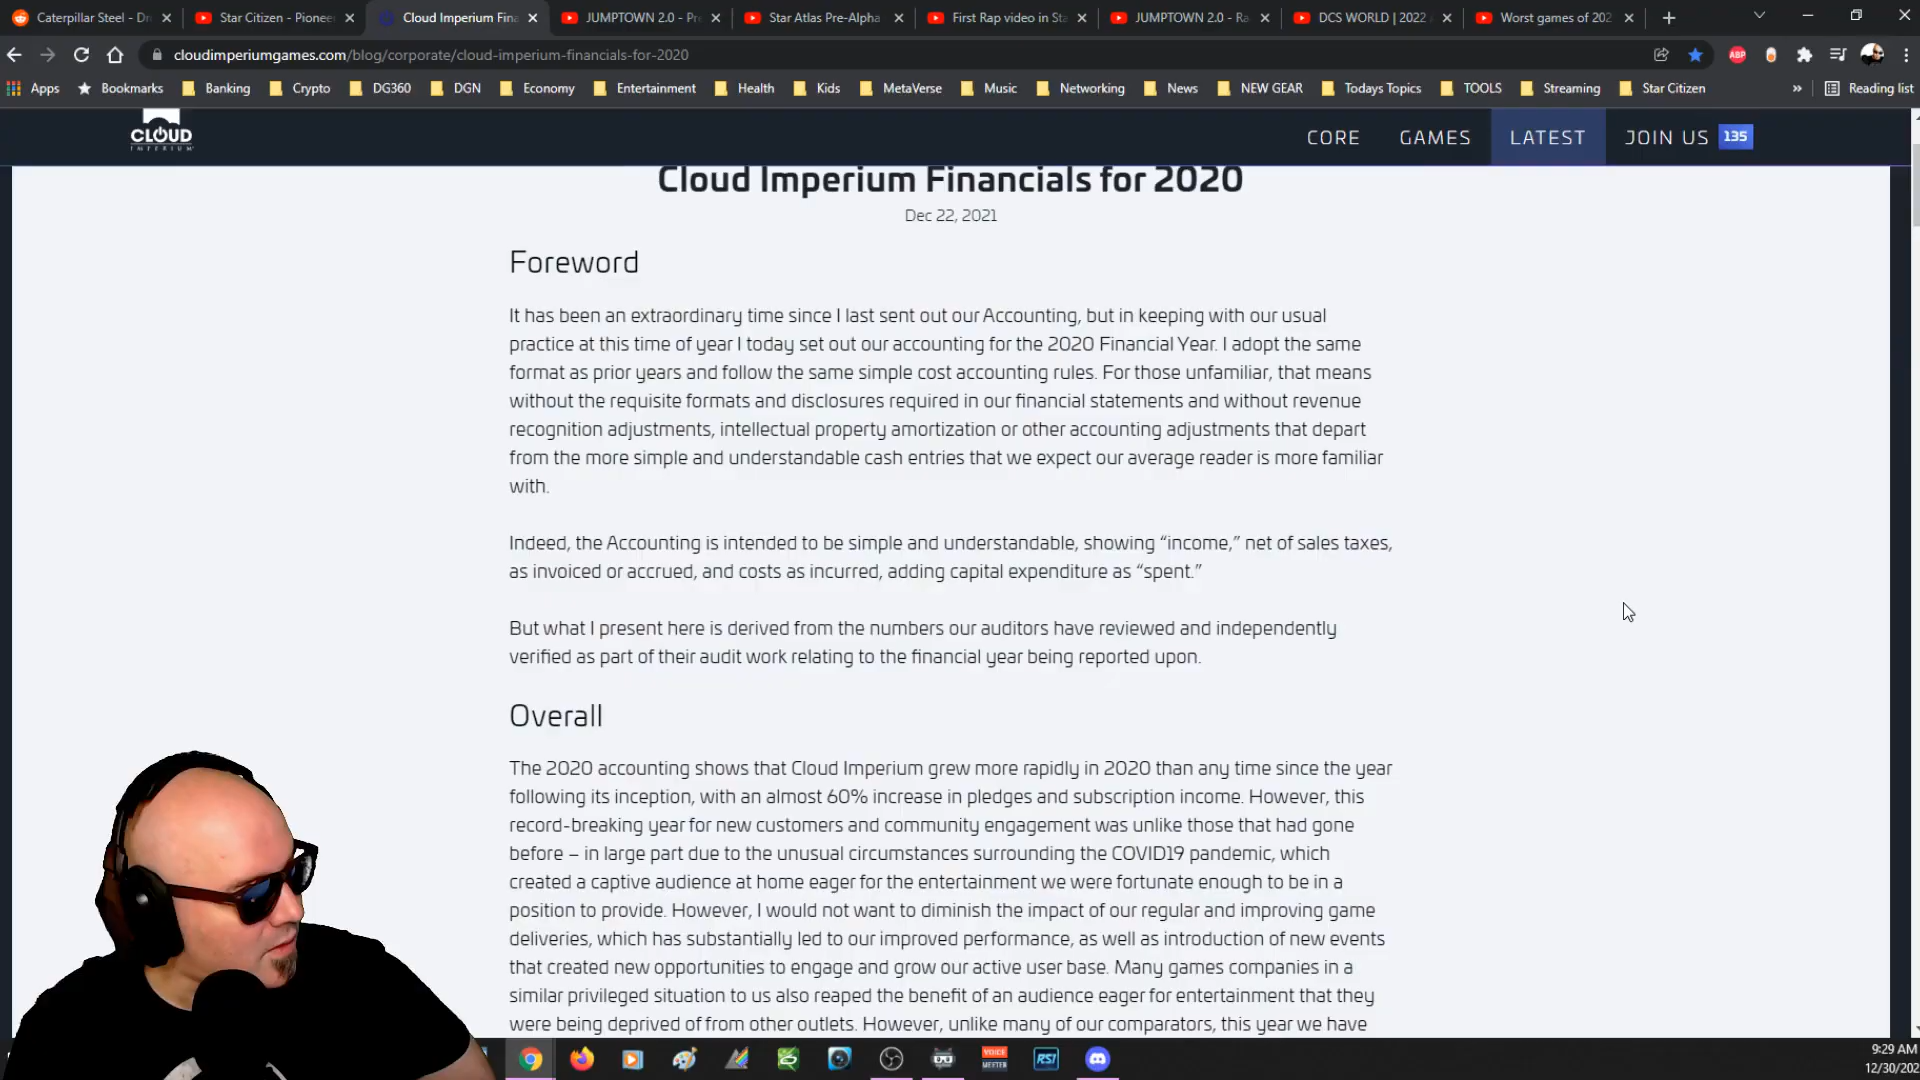 Caterpillar Steel - Dr
Star Citizen - Pionee
Cloud Imperium Fina
JUMPTOWN 2.0 - Pr
Star Atlas Pre-Alpha
First Rap video in Sta
JUMPTOWN 2.0 - Ra
DCS WORLD | 2022
Worst games of 202
cloudimperiumgames.com/blog/corporate/cloud-imperium-financials-for-2020
ABP
Apps
Bookmarks
Banking
Crypto
DG360
DGN
Economy
Entertainment
Health
Kids
MetaVerse
Music
Networking
News
NEW GEAR
Todays Topics
TOOLS
Streaming
Star Citizen
»
Reading list
CLOUD
IMPERIUM
CORE
GAMES
LATEST
JOIN US 135
Cloud Imperium Financials for 2020
Dec 22, 2021
Foreword
It has been an extraordinary time since I last sent out our Accounting, but in keeping with our usual
practice at this time of year I today set out our accounting for the 2020 Financial Year. I adopt the same
format as prior years and follow the same simple cost accounting rules. For those unfamiliar, that means
without the requisite formats and disclosures required in our financial statements and without revenue
recognition adjustments, intellectual property amortization or other accounting adjustments that depart
from the more simple and understandable cash entries that we expect our average reader is more familiar
with.
Indeed, the Accounting is intended to be simple and understandable, showing “income,” net of sales taxes,
as invoiced or accrued, and costs as incurred, adding capital expenditure as “spent.”
But what I present here is derived from the numbers our auditors have reviewed and independently
verified as part of their audit work relating to the financial year being reported upon.
Overall
The 2020 accounting shows that Cloud Imperium grew more rapidly in 2020 than any time since the year
following its inception, with an almost 60% increase in pledges and subscription income. However, this
record-breaking year for new customers and community engagement was unlike those that had gone
before – in large part due to the unusual circumstances surrounding the COVID19 pandemic, which
created a captive audience at home eager for the entertainment we were fortunate enough to be in a
position to provide. However, I would not want to diminish the impact of our regular and improving game
deliveries, which has substantially led to our improved performance, as well as introduction of new events
that created new opportunities to engage and grow our active user base. Many games companies in a
similar privileged situation to us also reaped the benefit of an audience eager for entertainment that they
were being deprived of from other outlets. However, unlike many of our comparators, this year we have
VOICE
MEETER
RSI
9:29 AM
12/30/202